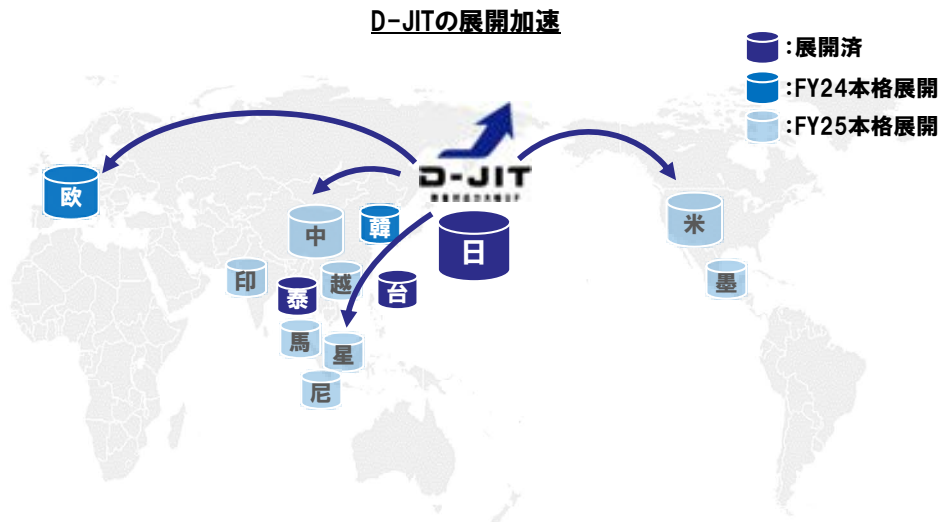 D-JITの展開加速
:展開済
:FY24本格展開
:FY25本格展開
D-JIT
欧
中
韓
日
米
印
泰
越
台
墨
馬
星
尼